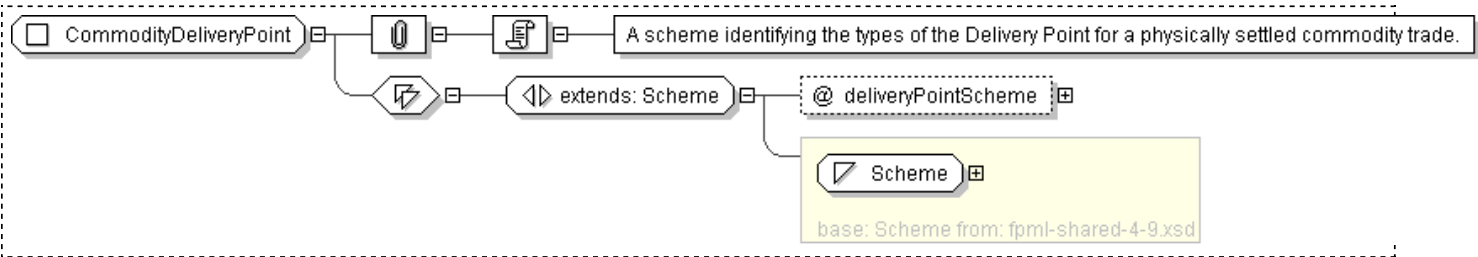 CommodityDeliveryPoint
A scheme identifying the types of the Delivery Point for a physically settled commodity trade.
extends: Scheme
@ deliveryPointScheme
Scheme
base: Scheme from: fpml-shared-4-9.xsd